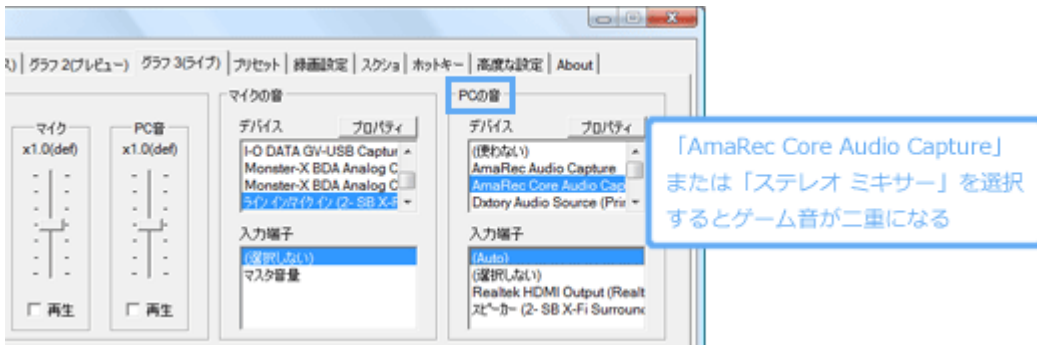 ス) グラフ2(プレビュー) グラフ3(ライブ) プリセット 録画設定 スクショ ホットキー 高度な設定 About
マイク
x1.0(def)
再生
PC音
x1.0(def)
再生
マイクの音
デバイス プロパティ
I-O DATA GV-USB Captur
Monster-X BDA Analog C
Monster-X BDA Analog C
ライン イン/マイク イン (2- SB X-F
入力端子
(選択しない)
マスタ音量
PCの音
デバイス プロパティ
(使わない)
AmaRec Audio Capture
AmaRec Core Audio Cap
Dxtory Audio Source (Prir
入力端子
(Auto)
(選択しない)
Realtek HDMI Output (Realt
スピーカー (2- SB X-Fi Surroun
「AmaRec Core Audio Capture」
または「ステレオ ミキサー」を選択
するとゲーム音が二重になる